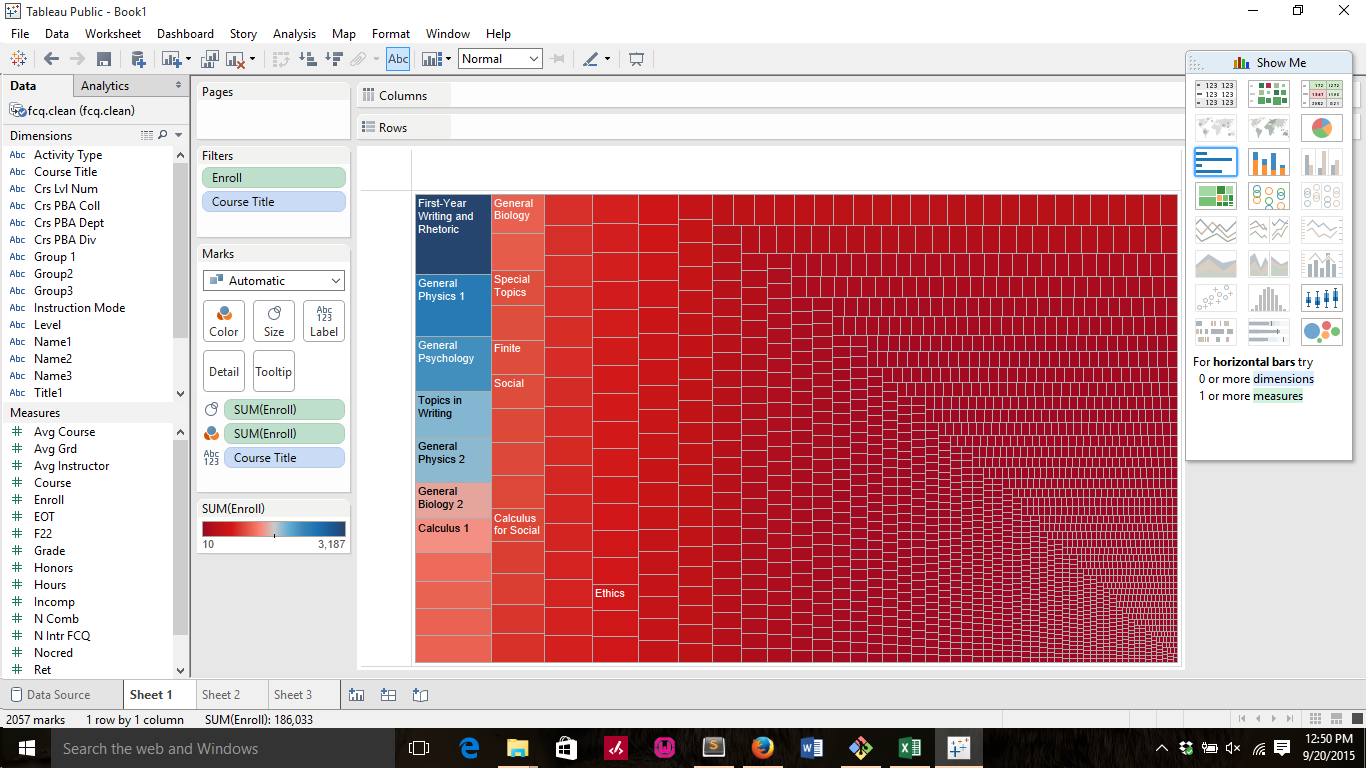 Tableau Public - Book1
File Data Worksheet Dashboard Story Analysis Map Format Window Help
Abc Normal
Show Me
Data Analytics
fcq.clean (fcq.clean)
Dimensions
Abc Activity Type
Abc Course Title
Abc Crs Lvl Num
Abc Crs PBA Coll
Abc Crs PBA Dept
Abc Crs PBA Div
Abc Group 1
Abc Group2
Abc Group3
Abc Instruction Mode
Abc Level
Abc Name1
Abc Name2
Abc Name3
Abc Title1
Measures
Avg Course
Avg Grd
Avg Instructor
Course
Enroll
EOT
F22
Grade
Honors
Hours
Incomp
N Comb
N Intr FCQ
Nocred
Ret
Pages
Filters
Enroll
Course Title
Marks
Automatic
Color
Size
Abc
123
Label
Detail
Tooltip
SUM(Enroll)
SUM(Enroll)
Abc
123
Course Title
SUM(Enroll)
10 3,187
Columns
Rows
First-Year
Writing and
Rhetoric
General
Physics 1
General
Psychology
Topics in
Writing
General
Physics 2
General
Biology 2
Calculus 1
General
Biology
Special
Topics
Finite
Social
Calculus
for Social
Ethics
For horizontal bars try
0 or more dimensions
1 or more measures
Data Source Sheet 1 Sheet 2 Sheet 3
2057 marks 1 row by 1 column SUM(Enroll): 186,033
Search the web and Windows
12:50 PM
9/20/2015